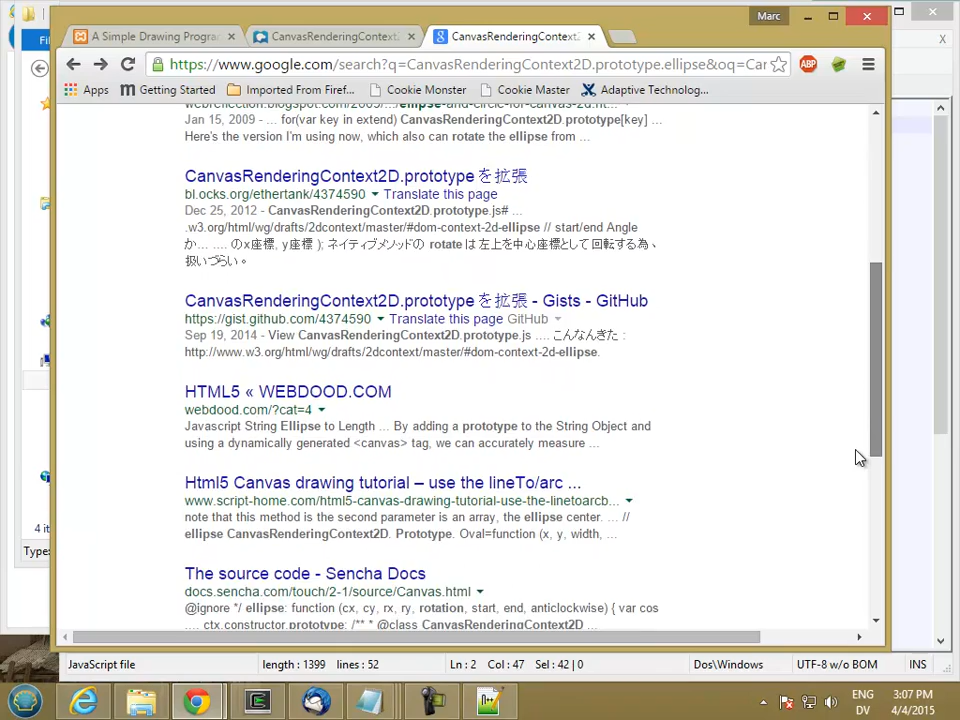 Marc
A Simple Drawing Progra
CanvasRenderingContext
CanvasRenderingContext2
Fi
https://www.google.com/search?q=CanvasRenderingContext2D.prototype.ellipse&oq=Car
ABP
Apps
Getting Started
Imported From Firef...
Cookie Monster
Cookie Master
Adaptive Technolog...
Jan 15, 2009 - ... for(var key in extend) CanvasRenderingContext2D.prototype[key] ...
Here's the version I'm using now, which also can rotate the ellipse from ...
CanvasRenderingContext2D.prototype を拡張
bl.ocks.org/ethertank/4374590 Translate this page
Dec 25, 2012 - CanvasRenderingContext2D.prototype.js# ...
.w3.org/html/wg/drafts/2dcontext/master/#dom-context-2d-ellipse // start/end Angle
か... .... のx座標, y座標 ); ネイティブメソッドの rotate は左上を中心座標として回転する為、
扱いづらい。
CanvasRenderingContext2D.prototype を拡張 - Gists - GitHub
https://gist.github.com/4374590 Translate this page GitHub
Sep 19, 2014 - View CanvasRenderingContext2D.prototype.js .... こんなんきた :
http://www.w3.org/html/wg/drafts/2dcontext/master/#dom-context-2d-ellipse.
HTML5 « WEBDOOD.COM
webdood.com/?cat=4
Javascript String Ellipse to Length ... By adding a prototype to the String Object and
using a dynamically generated <canvas> tag, we can accurately measure ...
Html5 Canvas drawing tutorial – use the lineTo/arc ...
www.script-home.com/html5-canvas-drawing-tutorial-use-the-linetoarcb...
note that this method is the second parameter is an array, the ellipse center. ... //
ellipse CanvasRenderingContext2D. Prototype. Oval=function (x, y, width, ...
The source code - Sencha Docs
docs.sencha.com/touch/2-1/source/Canvas.html
@ignore */ ellipse: function (cx, cy, rx, ry, rotation, start, end, anticlockwise) { var cos
.... ctx.constructor.prototype: /** * @class CanvasRenderingContext2D ...
4 it
Type:
JavaScript file
length : 1399 lines : 52
Ln : 2 Col : 47 Sel : 42 | 0
Dos\Windows
UTF-8 w/o BOM
INS
ENG
DV
3:07 PM
4/4/2015